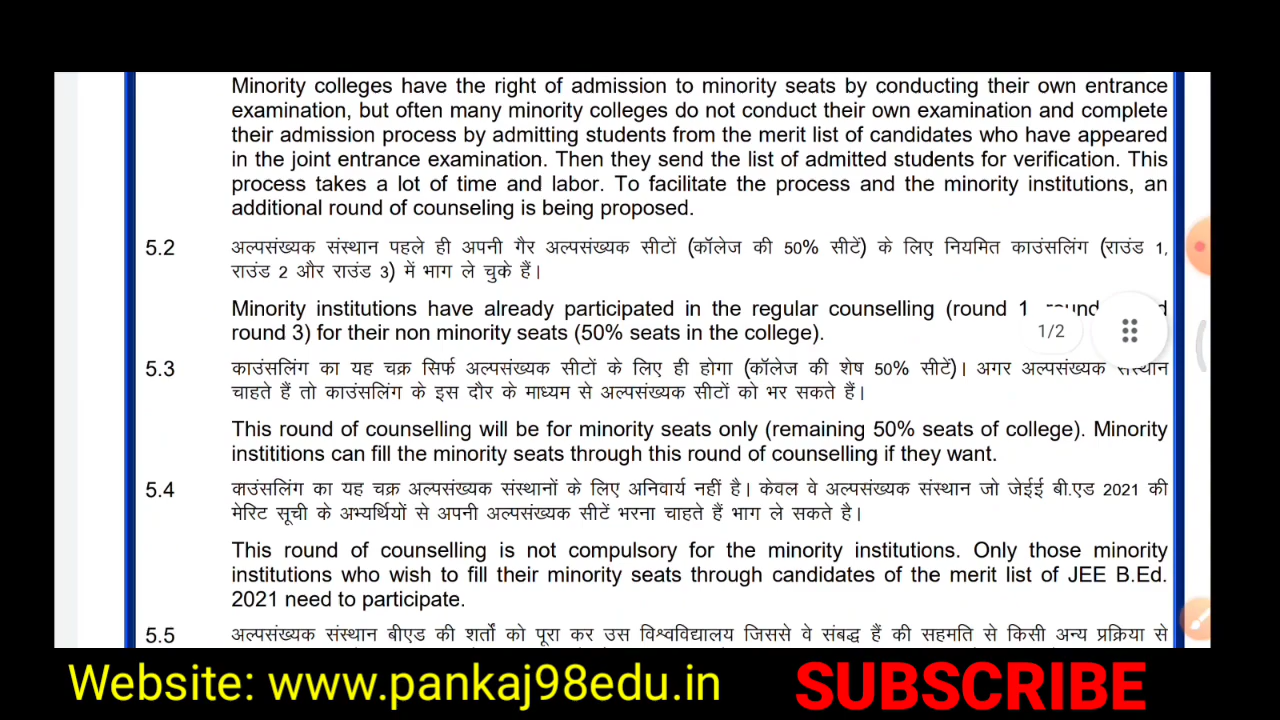 Minority colleges have the right of admission to minority seats by conducting their own entrance
examination, but often many minority colleges do not conduct their own examination and complete
their admission process by admitting students from the merit list of candidates who have appeared
in the joint entrance examination. Then they send the list of admitted students for verification. This
process takes a lot of time and labor. To facilitate the process and the minority institutions, an
additional round of counseling is being proposed.
5.2 अल्पसंख्यक संस्थान पहले ही अपनी गैर अल्पसंख्यक सीटों (कॉलेज की 50% सीटें) के लिए नियमित काउंसलिंग (राउंड 1,
राउंड 2 और राउंड 3) में भाग ले चुके हैं।
Minority institutions have already participated in the regular counselling (round 1,
round 3) for their non minority seats (50% seats in the college).
1/2
5.3 काउंसलिंग का यह चक्र सिर्फ अल्पसंख्यक सीटों के लिए ही होगा (कॉलेज की शेष 50% सीटें)। अगर अल्पसंख्यक संस्थान
चाहते हैं तो काउंसलिंग के इस दौर के माध्यम से अल्पसंख्यक सीटों को भर सकते हैं।
This round of counselling will be for minority seats only (remaining 50% seats of college). Minority
instititions can fill the minority seats through this round of counselling if they want.
5.4 काउंसलिंग का यह चक्र अल्पसंख्यक संस्थानों के लिए अनिवार्य नहीं है। केवल वे अल्पसंख्यक संस्थान जो जेईई बी.एड 2021 की
मेरिट सूची के अभ्यर्थियों से अपनी अल्पसंख्यक सीटें भरना चाहते हैं भाग ले सकते है।
This round of counselling is not compulsory for the minority institutions. Only those minority
institutions who wish to fill their minority seats through candidates of the merit list of JEE B.Ed.
2021 need to participate.
5.5 अल्पसंख्यक संस्थान बीएड की शर्तों को पूरा कर उस विश्वविद्यालय जिससे वे संबद्ध हैं की सहमति से किसी अन्य प्रक्रिया से
Website: www.pankaj98edu.in
SUBSCRIBE